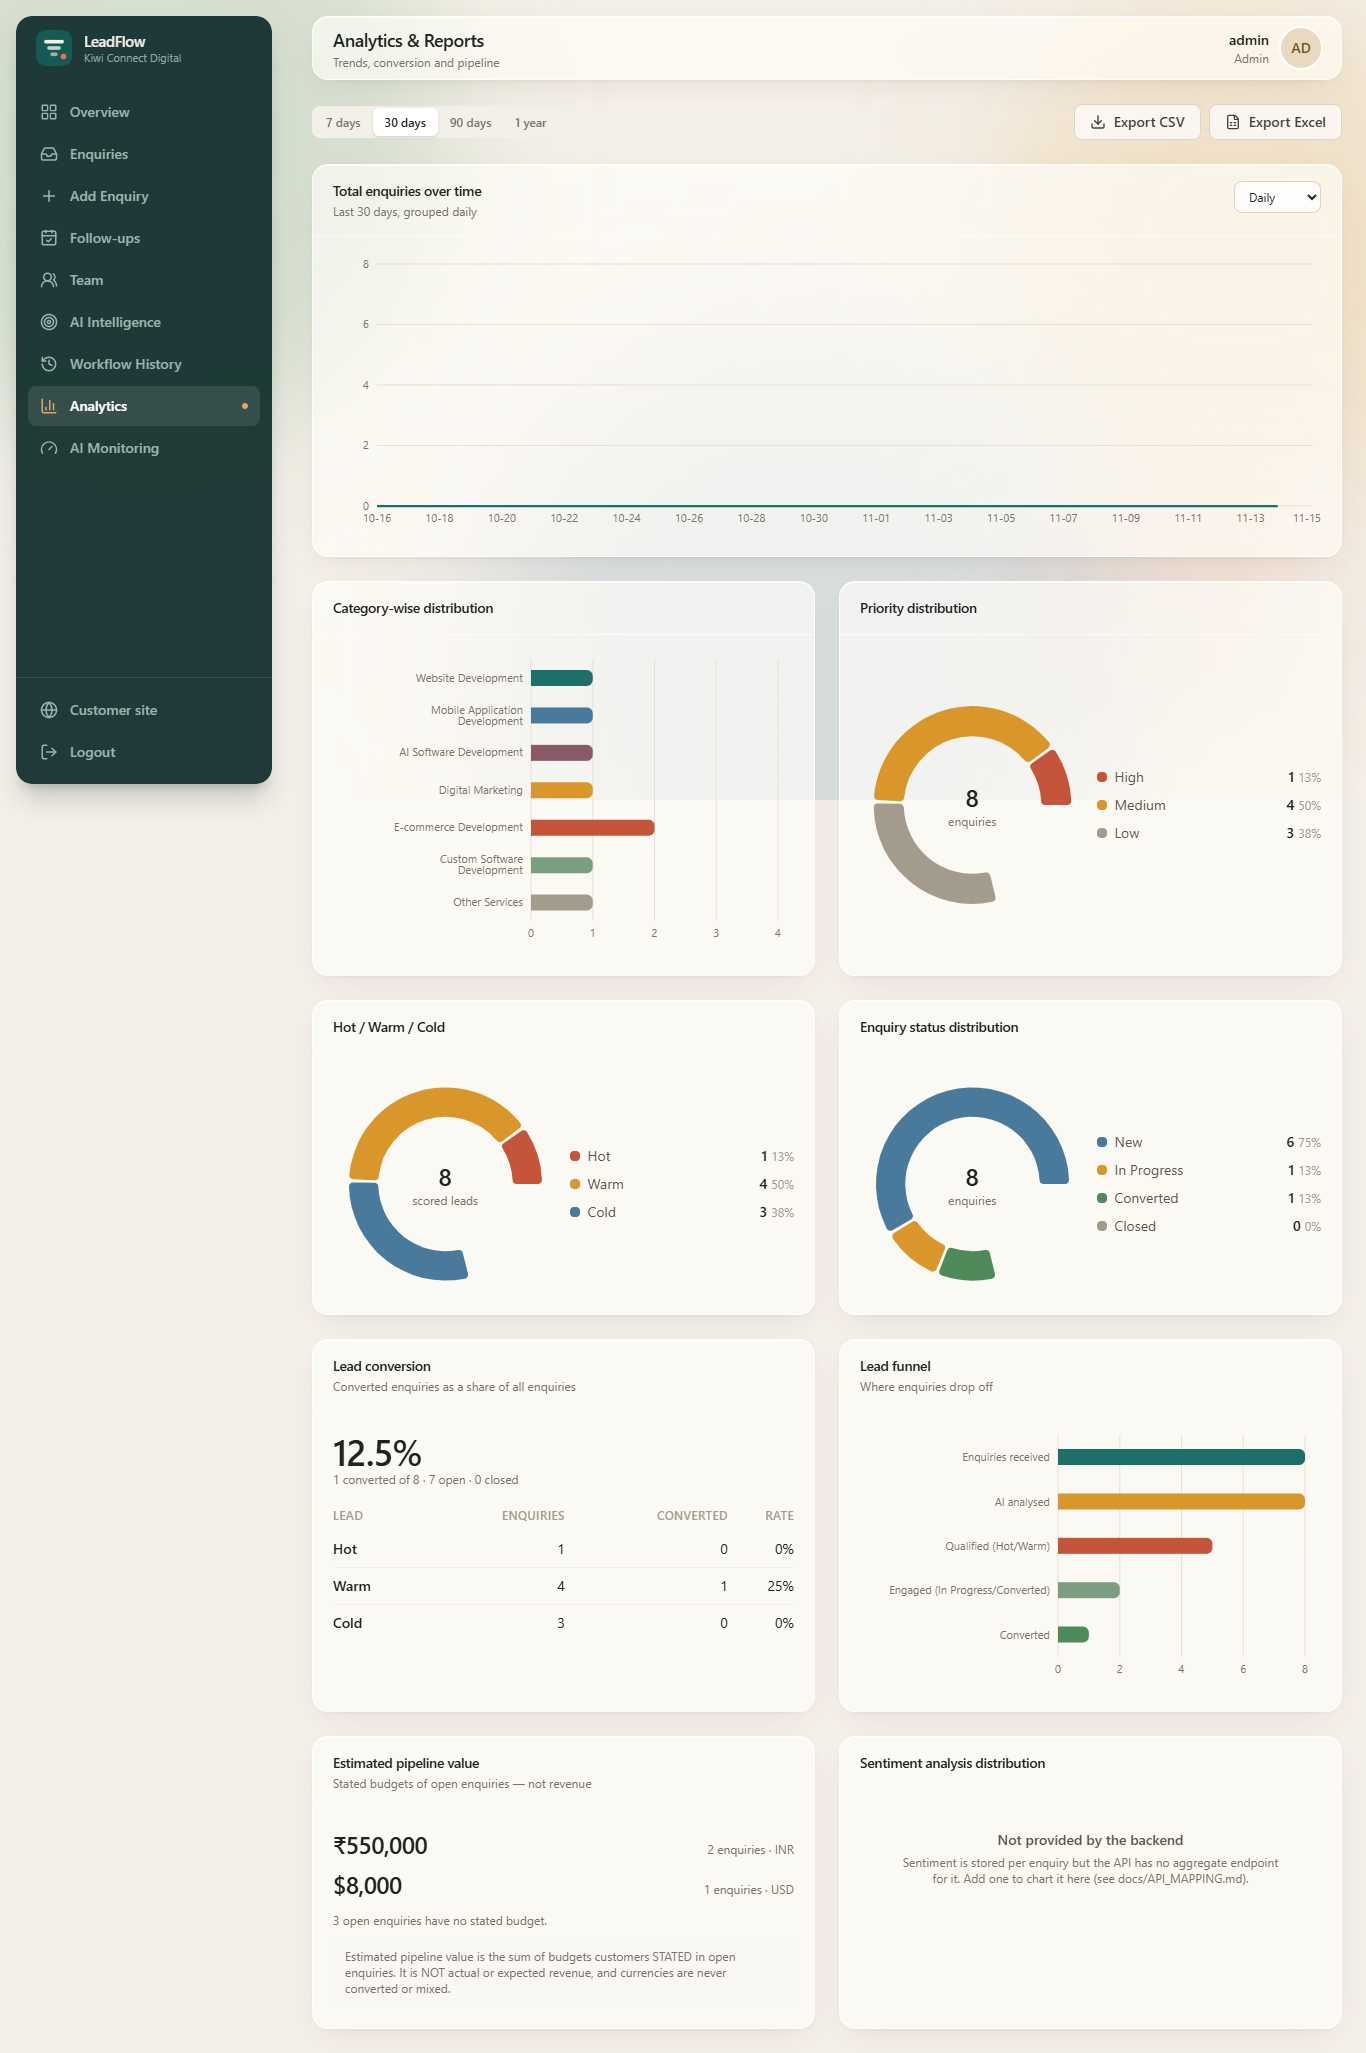 LeadFlow
Kiwi Connect Digital
Overview
Enquiries
Add Enquiry
Follow-ups
Team
AI Intelligence
Workflow History
Analytics
AI Monitoring
Customer site
Logout
Analytics & Reports
Trends, conversion and pipeline
admin
Admin
AD
7 days 30 days 90 days 1 year
Export CSV Export Excel
Total enquiries over time
Last 30 days, grouped daily
Daily
8
6
4
2
0
10-16 10-18 10-20 10-22 10-24 10-26 10-28 10-30 11-01 11-03 11-05 11-07 11-09 11-11 11-13 11-15
Category-wise distribution
Website Development
Mobile Application
Development
AI Software Development
Digital Marketing
E-commerce Development
Custom Software
Development
Other Services
0 1 2 3 4
Priority distribution
8
enquiries
High 1 13%
Medium 4 50%
Low 3 38%
Hot / Warm / Cold
8
scored leads
Hot 1 13%
Warm 4 50%
Cold 3 38%
Enquiry status distribution
8
enquiries
New 6 75%
In Progress 1 13%
Converted 1 13%
Closed 0 0%
Lead conversion
Converted enquiries as a share of all enquiries
12.5%
1 converted of 8 · 7 open · 0 closed
LEAD ENQUIRIES CONVERTED RATE
Hot 1 0 0%
Warm 4 1 25%
Cold 3 0 0%
Lead funnel
Where enquiries drop off
Enquiries received
AI analysed
Qualified (Hot/Warm)
Engaged (In Progress/Converted)
Converted
0 2 4 6 8
Estimated pipeline value
Stated budgets of open enquiries — not revenue
₹550,000 2 enquiries · INR
$8,000 1 enquiries · USD
3 open enquiries have no stated budget.
Estimated pipeline value is the sum of budgets customers STATED in open
enquiries. It is NOT actual or expected revenue, and currencies are never
converted or mixed.
Sentiment analysis distribution
Not provided by the backend
Sentiment is stored per enquiry but the API has no aggregate endpoint
for it. Add one to chart it here (see docs/API_MAPPING.md).